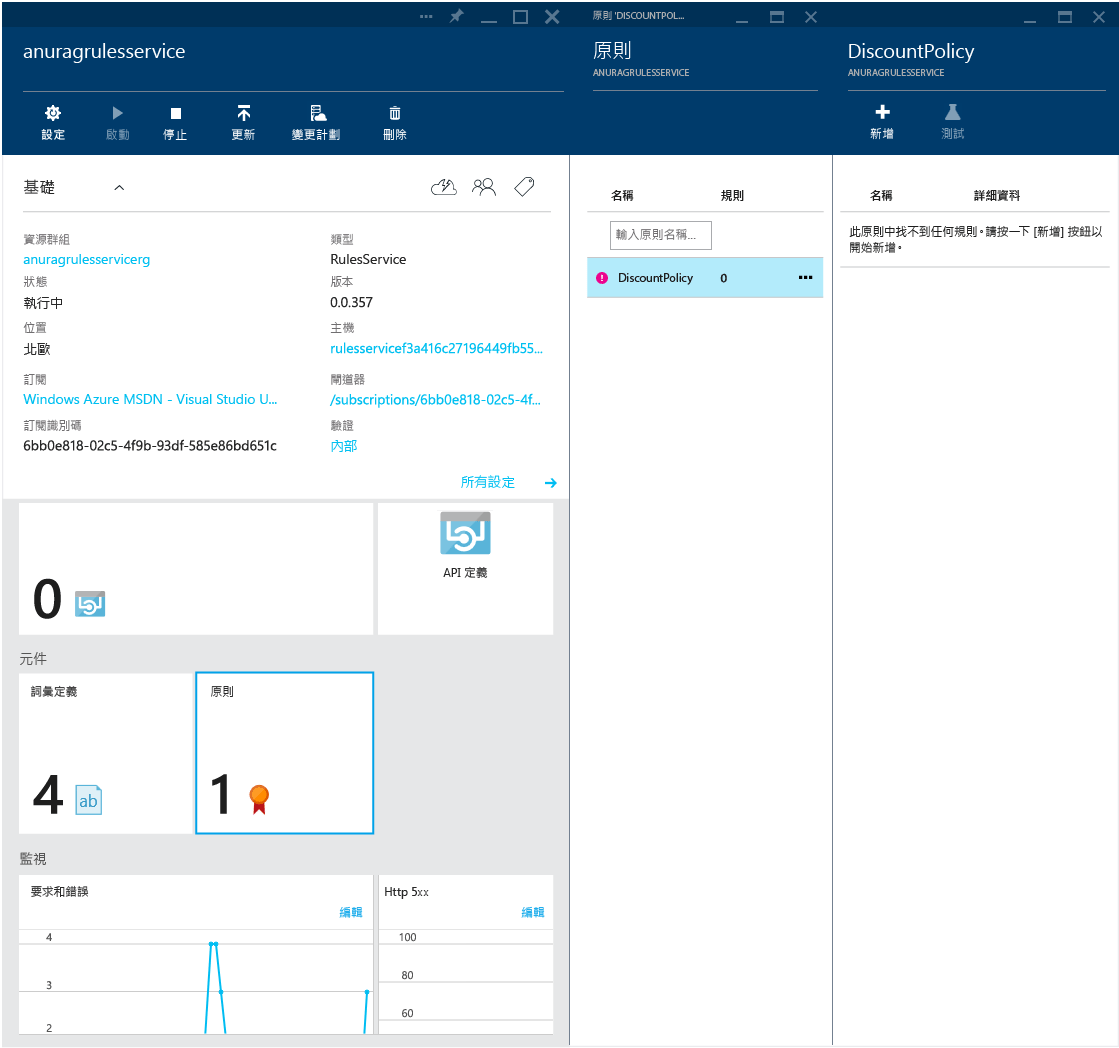 anuragrulesservice
設定
啟動
停止
更新
變更計劃
刪除
基礎
資源群組
anuragrulesservicerg
類型
RulesService
狀態
執行中
版本
0.0.357
位置
北歐
主機
rulesservicef3a416c27196449fb55...
訂閱
Windows Azure MSDN - Visual Studio U...
閘道器
/subscriptions/6bb0e818-02c5-4f...
訂閱識別碼
6bb0e818-02c5-4f9b-93df-585e86bd651c
驗證
內部
所有設定
0
API 定義
元件
詞彙定義
4
ab
原則
1
監視
要求和錯誤
編輯
4
3
2
Http 5xx
編輯
100
80
60
原則 'DISCOUNTPOL...
原則
ANURAGRULESSERVICE
名稱 規則
輸入原則名稱...
DiscountPolicy 0
DiscountPolicy
ANURAGRULESSERVICE
新增
測試
名稱 詳細資料
此原則中找不到任何規則。請按一下 [新增] 按鈕以
開始新增。